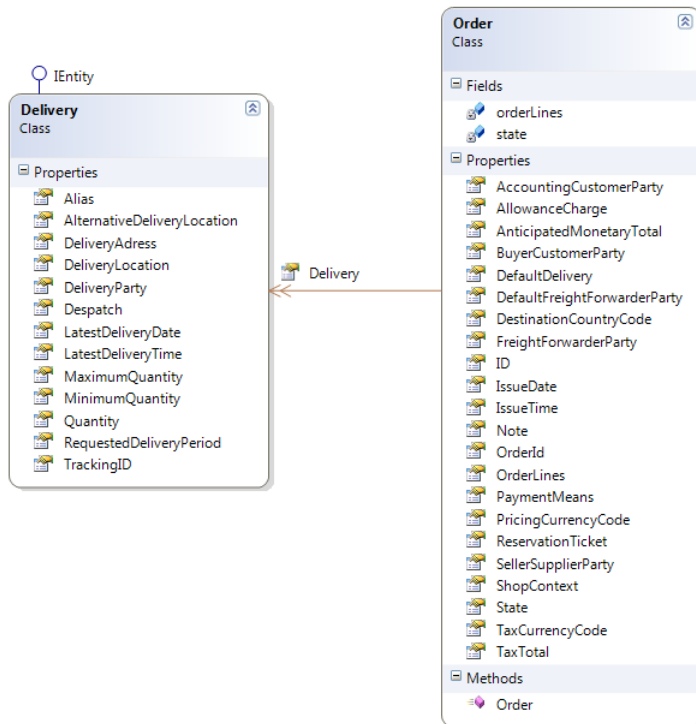 IEntity
Delivery
Class
Properties
Alias
AlternativeDeliveryLocation
DeliveryAdress
DeliveryLocation
DeliveryParty
Despatch
LatestDeliveryDate
LatestDeliveryTime
MaximumQuantity
MinimumQuantity
Quantity
RequestedDeliveryPeriod
TrackingID
Delivery
Order
Class
Fields
orderLines
state
Properties
AccountingCustomerParty
AllowanceCharge
AnticipatedMonetaryTotal
BuyerCustomerParty
DefaultDelivery
DefaultFreightForwarderParty
DestinationCountryCode
FreightForwarderParty
ID
IssueDate
IssueTime
Note
OrderId
OrderLines
PaymentMeans
PricingCurrencyCode
ReservationTicket
SellerSupplierParty
ShopContext
State
TaxCurrencyCode
TaxTotal
Methods
Order